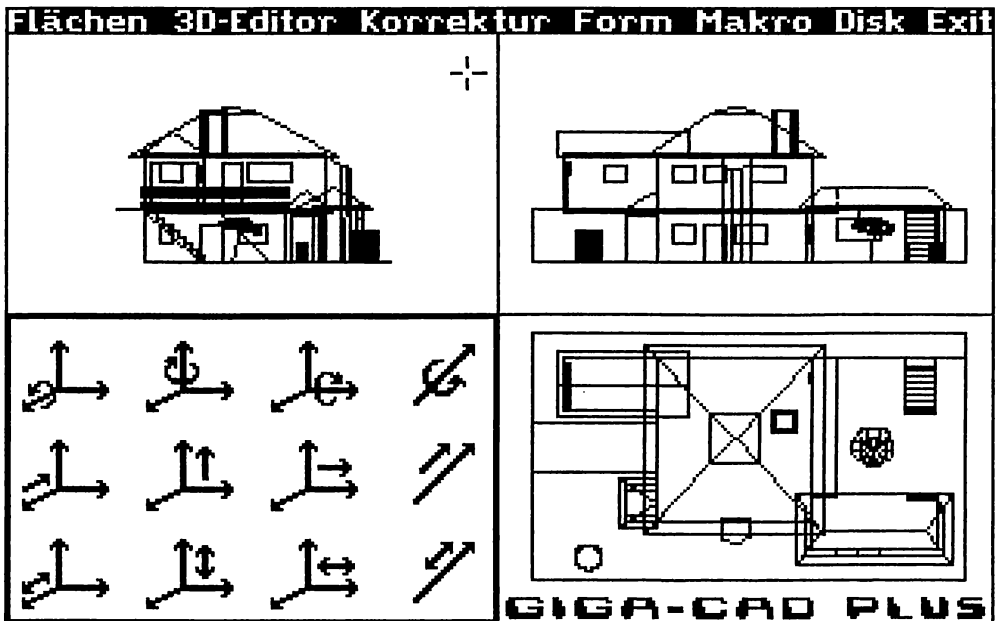 Flächen 3D-Editor Korrektur Form Makro Disk Exit
GIGA-CAD PLUS